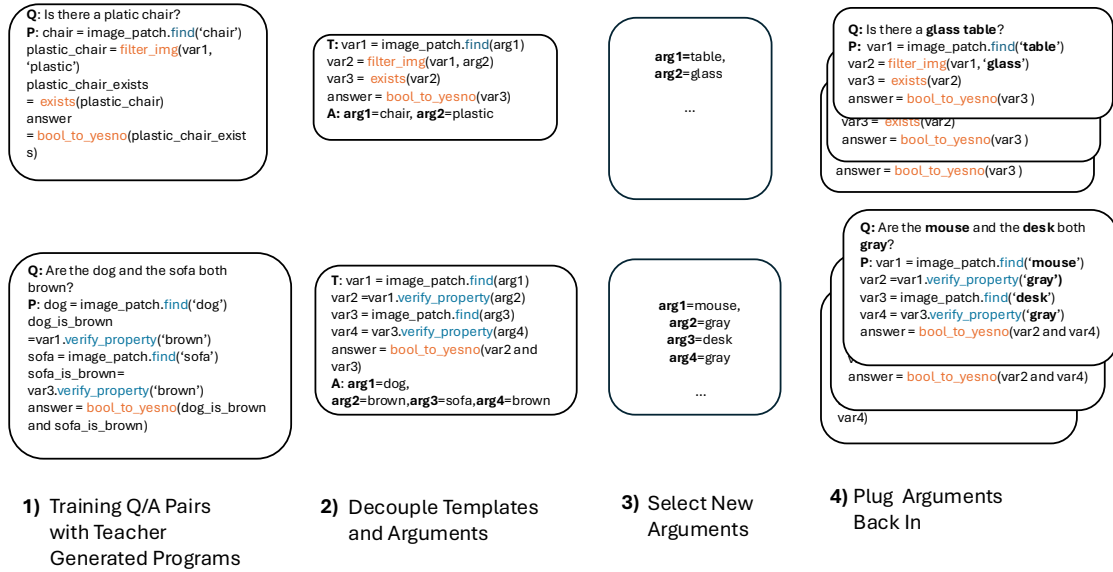 Q: Is there a platic chair?
P: chair = image_patch.find(‘chair’)
plastic_chair = filter_img(var1,
‘plastic’)
plastic_chair_exists
= exists(plastic_chair)
answer
= bool_to_yesno(plastic_chair_exist
s)
T: var1 = image_patch.find(arg1)
var2 = filter_img(var1, arg2)
var3 = exists(var2)
answer = bool_to_yesno(var3)
A: arg1=chair, arg2=plastic
arg1=table,
arg2=glass
...
Q: Is there a glass table?
P: var1 = image_patch.find(‘table’)
var2 = filter_img(var1, ‘glass’)
var3 = exists(var2)
answer = bool_to_yesno(var3 )
var3 = exists(var2)
answer = bool_to_yesno(var3 )
answer = bool_to_yesno(var3 )
Q: Are the dog and the sofa both
brown?
P: dog = image_patch.find(‘dog’)
dog_is_brown
=var1.verify_property(‘brown’)
sofa = image_patch.find(‘sofa’)
sofa_is_brown=
var3.verify_property(‘brown’)
answer = bool_to_yesno(dog_is_brown
and sofa_is_brown)
T: var1 = image_patch.find(arg1)
var2 =var1.verify_property(arg2)
var3 = image_patch.find(arg3)
var4 = var3.verify_property(arg4)
answer = bool_to_yesno(var2 and
var3)
A: arg1=dog,
arg2=brown,arg3=sofa,arg4=brown
arg1=mouse,
arg2=gray
arg3=desk
arg4=gray
...
Q: Are the mouse and the desk both
gray?
P: var1 = image_patch.find(‘mouse’)
var2 =var1.verify_property(‘gray’)
var3 = image_patch.find(‘desk’)
var4 = var3.verify_property(‘gray’)
answer = bool_to_yesno(var2 and var4)
answer = bool_to_yesno(var2 and var4)
var4)
1) Training Q/A Pairs
with Teacher
Generated Programs
2) Decouple Templates
and Arguments
3) Select New
Arguments
4) Plug Arguments
Back In